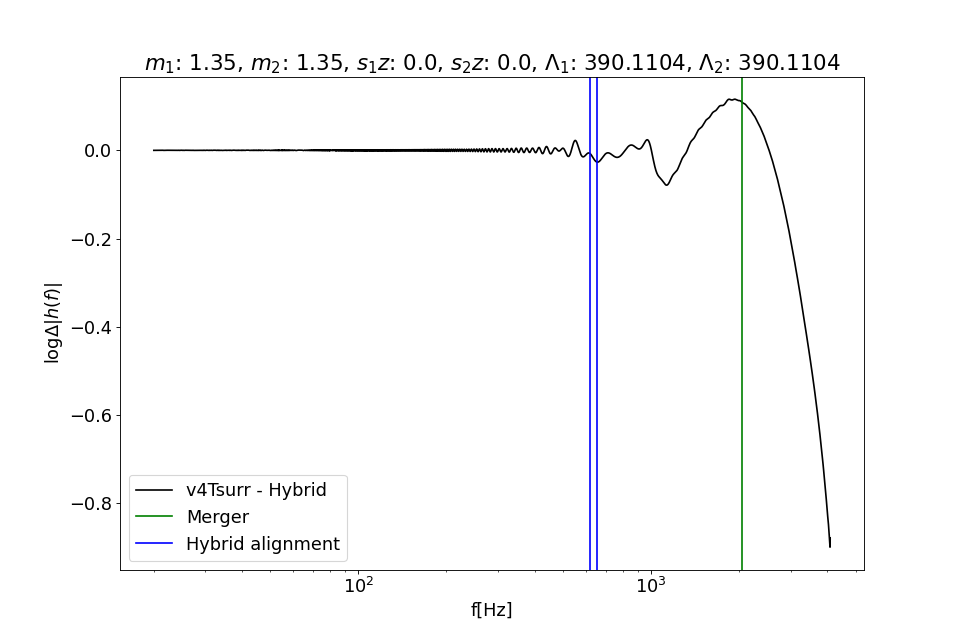 m₁: 1.35, m₂: 1.35, s₁z: 0.0, s₂z: 0.0, Λ₁: 390.1104, Λ₂: 390.1104
logΔ|h(f)|
0.0
−0.2
−0.4
−0.6
−0.8
v4Tsurr - Hybrid
Merger
Hybrid alignment
10² 10³
f[Hz]